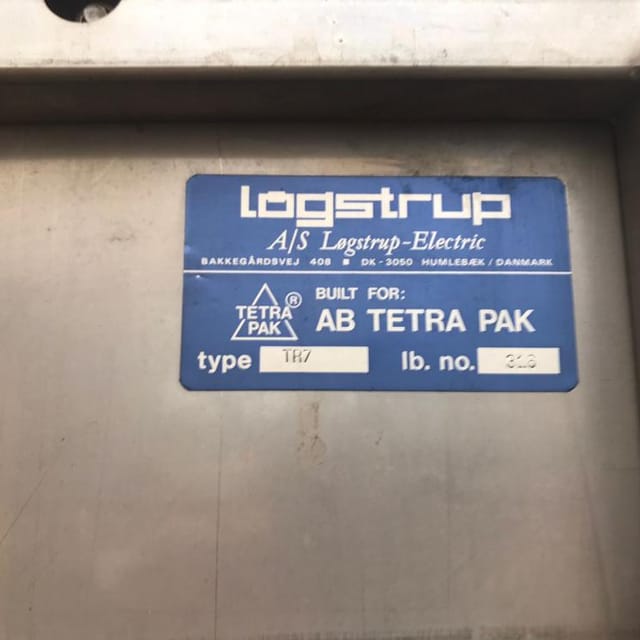 løgstrup
A/S Løgstrup-Electric
BAKKEGÅRDSVEJ 408 ■ DK-3050 HUMLEBÆK / DANMARK
TETRA PAK ®
BUILT FOR:
AB TETRA PAK
type TR7 lb. no.